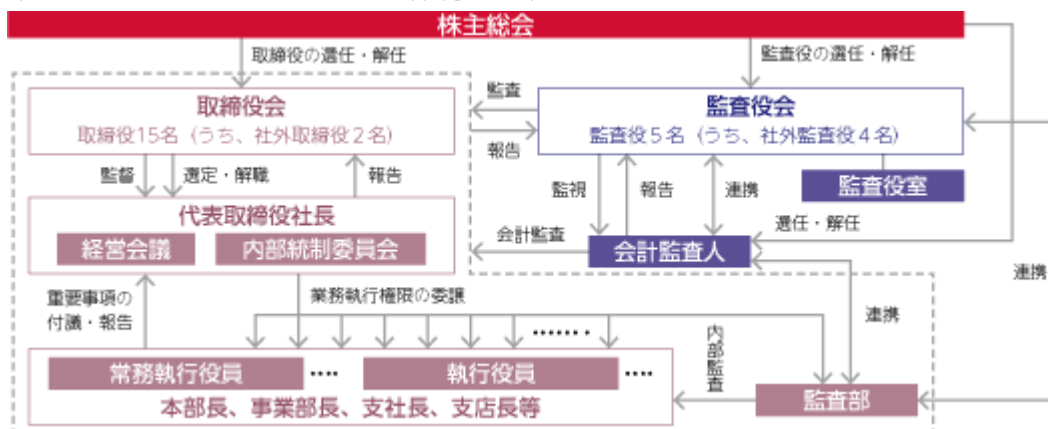 株主総会
取締役の選任・解任
監査役の選任・解任
取締役会
取締役15名（うち、社外取締役2名）
監査
報告
監査役会
監査役5名（うち、社外監査役4名）
監督
選定・解職
報告
監視
報告
連携
監査役室
代表取締役社長
経営会議
内部統制委員会
会計監査
会計監査人
選任・解任
連携
重要事項の
付議・報告
業務執行権限の委譲
連携
内部監査
常務執行役員
‥‥
執行役員
‥‥
本部長、事業部長、支社長、支店長等
監査部